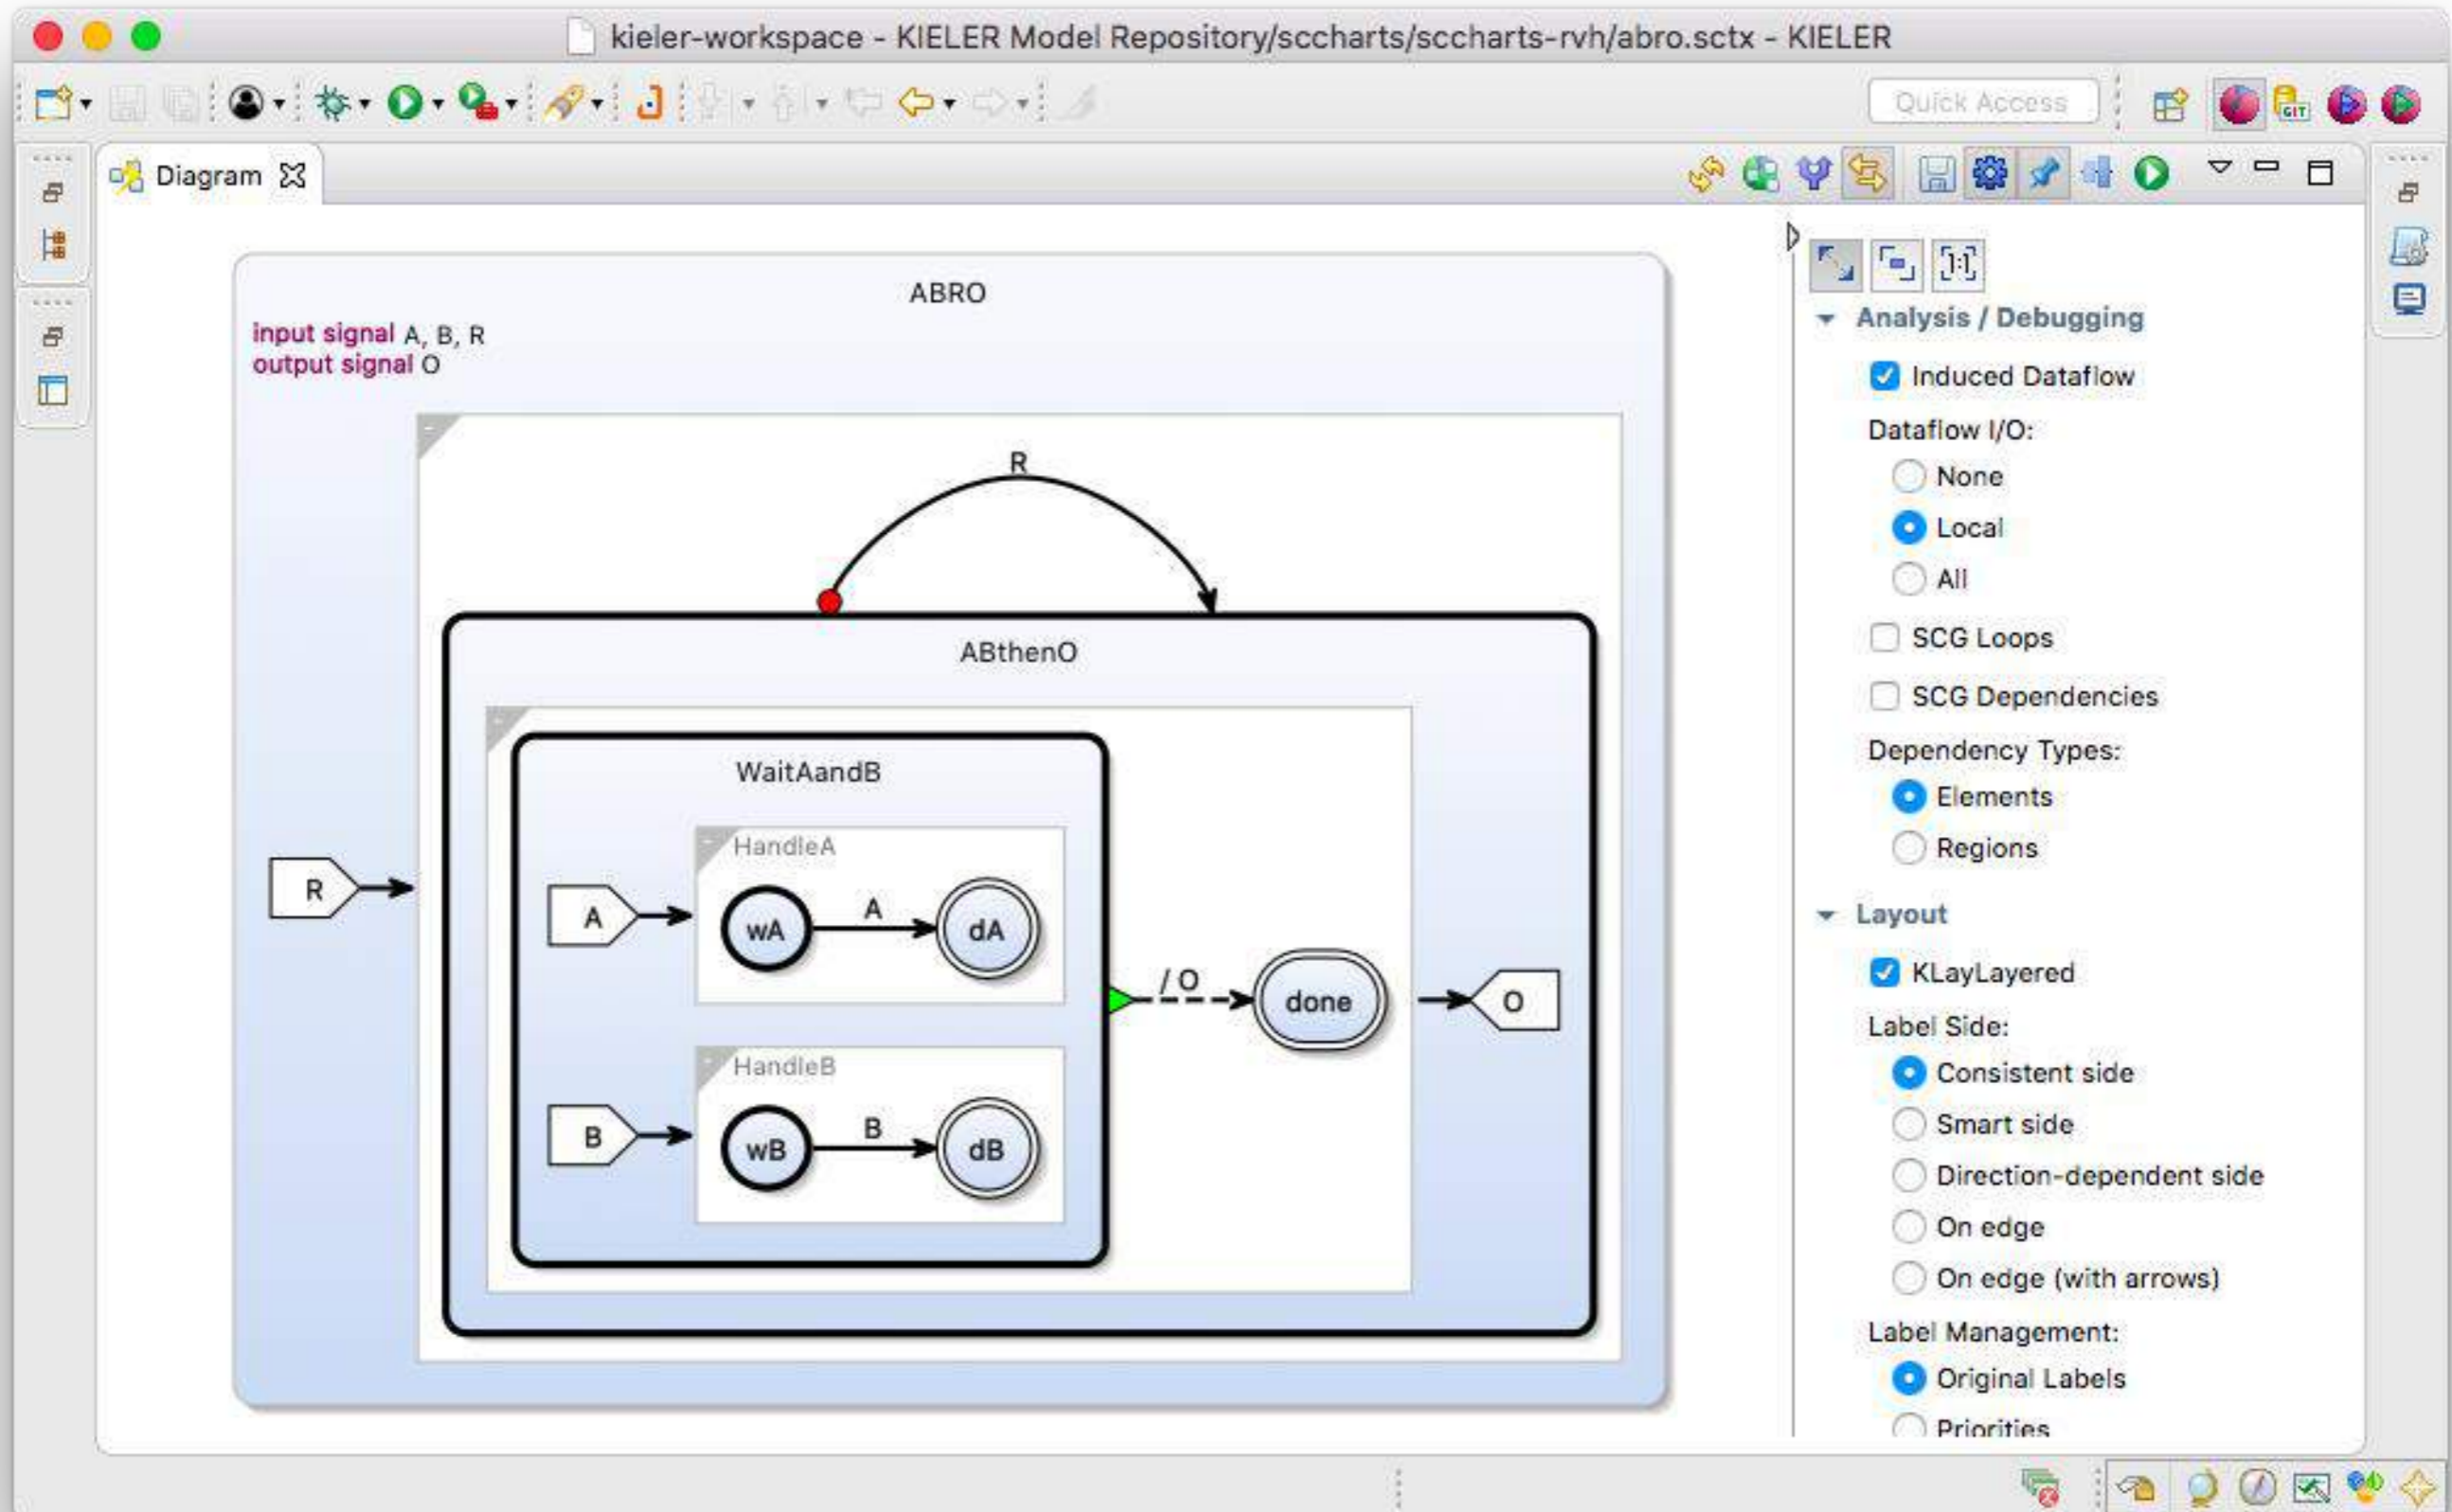 kieler-workspace - KIELER Model Repository/sccharts/sccharts-rvh/abro.sctx - KIELER
Quick Access
GIT
Diagram
ABRO
input signal A, B, R
output signal O
R
ABthenO
WaitAandB
HandleA
R
A
wA
A
dA
/ O
done
O
HandleB
B
wB
B
dB
1:1
Analysis / Debugging
Induced Dataflow
Dataflow I/O:
None
Local
All
SCG Loops
SCG Dependencies
Dependency Types:
Elements
Regions
Layout
KLayLayered
Label Side:
Consistent side
Smart side
Direction-dependent side
On edge
On edge (with arrows)
Label Management:
Original Labels
Priorities